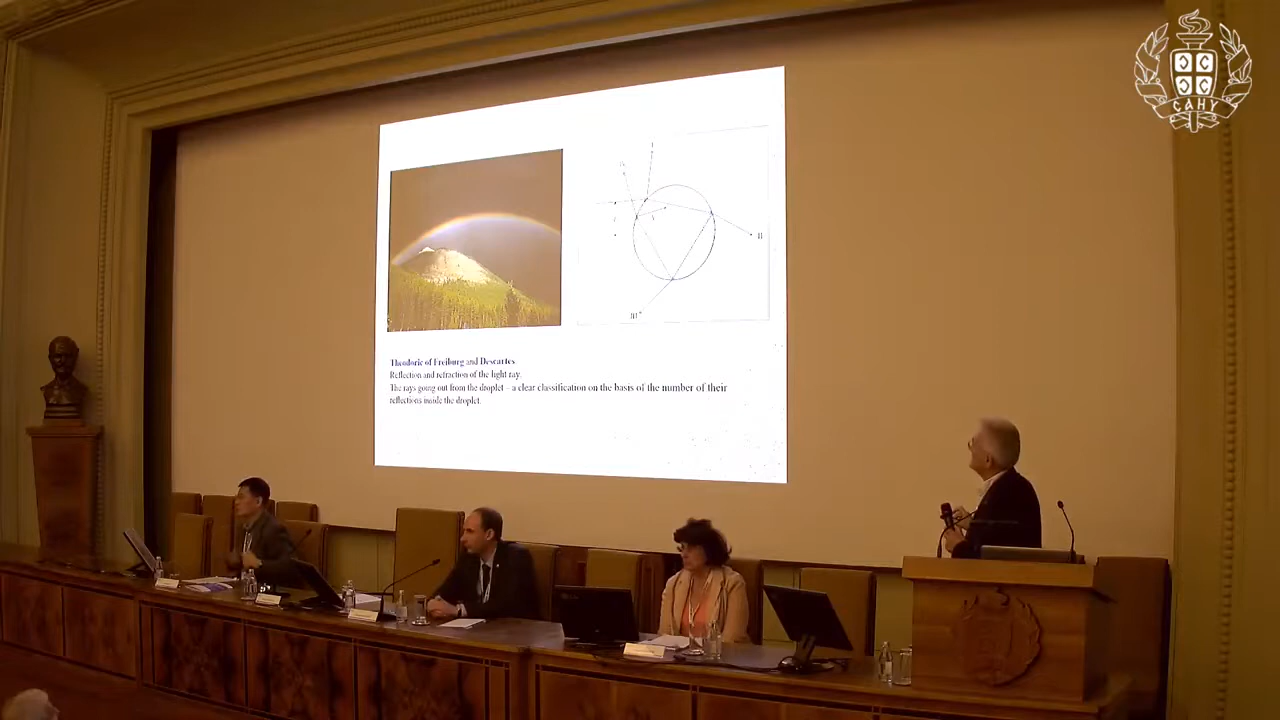 Theodoric of Freiburg and Descartes
Reflection and refraction of the light ray.
The rays going out from the droplet – a clear classification on the basis of the number of their
reflections inside the droplet.
САНУ